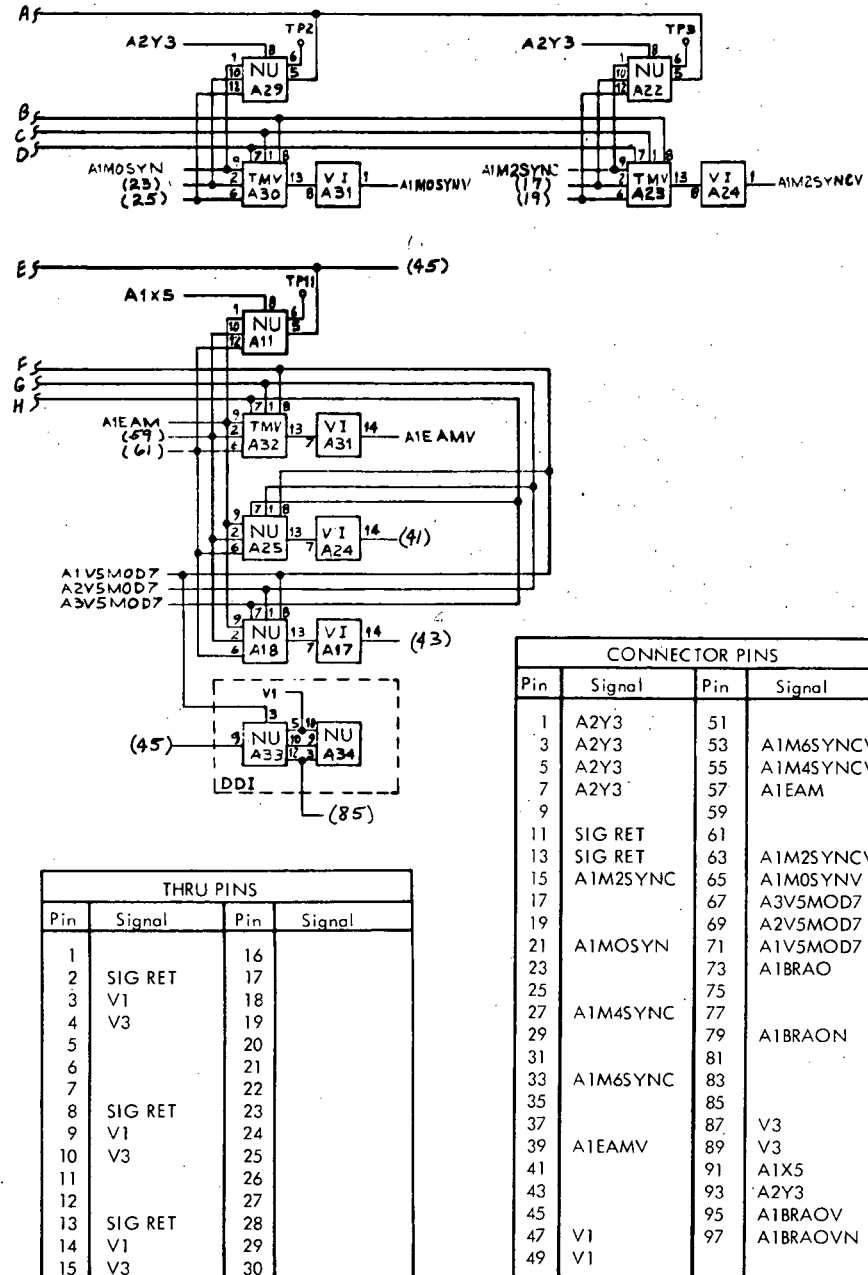 A
A2Y3 TP2 A2Y3 TP3
1 8 6 1 8 6
10 NU 5 10 NU 5
12 A29 12 A22
B
C
D
7 1 8 7 1 8
A1MOSYN 9 TMV 13 VI 1 A1MOSYNV A1M2SYNC 9 TMV 13 VI 1 A1M2SYNCV
(23) 2 A30 8 A31 (17) 2 A23 8 A24
(25) 6 (19) 6
E (45)
A1X5 TP11
1 8 6
10 NU 5
12 A11
F
G
H
7 1 8
A1EAM 9 TMV 13 VI 14 A1EAMV
(59) 2 A32 7 A31
(61) 6
7 1 8
9 NU 13 VI 14 (41)
2 A25 7 A24
6
A1V5MOD7
A2V5MOD7
A3V5MOD7
7 1 8
9 NU 13 VI 14 (43)
2 A18 7 A17
6
V1
3 5 10
(45) 9 NU 10 9 NU
A33 12 3 A34
DDI
(85)
THRU PINS
Pin Signal Pin Signal
1 16
2 SIG RET 17
3 V1 18
4 V3 19
5 20
6 21
7 22
8 SIG RET 23
9 V1 24
10 V3 25
11 26
12 27
13 SIG RET 28
14 V1 29
15 V3 30
CONNECTOR PINS
Pin Signal Pin Signal
1 A2Y3 51
3 A2Y3 53 A1M6SYNCV
5 A2Y3 55 A1M4SYNCV
7 A2Y3 57 A1EAM
9 59
11 SIG RET 61
13 SIG RET 63 A1M2SYNCV
15 A1M2SYNC 65 A1M0SYNV
17 67 A3V5MOD7
19 69 A2V5MOD7
21 A1MOSYN 71 A1V5MOD7
23 73 A1BRAO
25 75
27 A1M4SYNC 77
29 79 A1BRAON
31 81
33 A1M6SYNC 83
35 85
37 87 V3
39 A1EAMV 89 V3
41 91 A1X5
43 93 A2Y3
45 95 A1BRAOV
47 V1 97 A1BRAOVN
49 V1